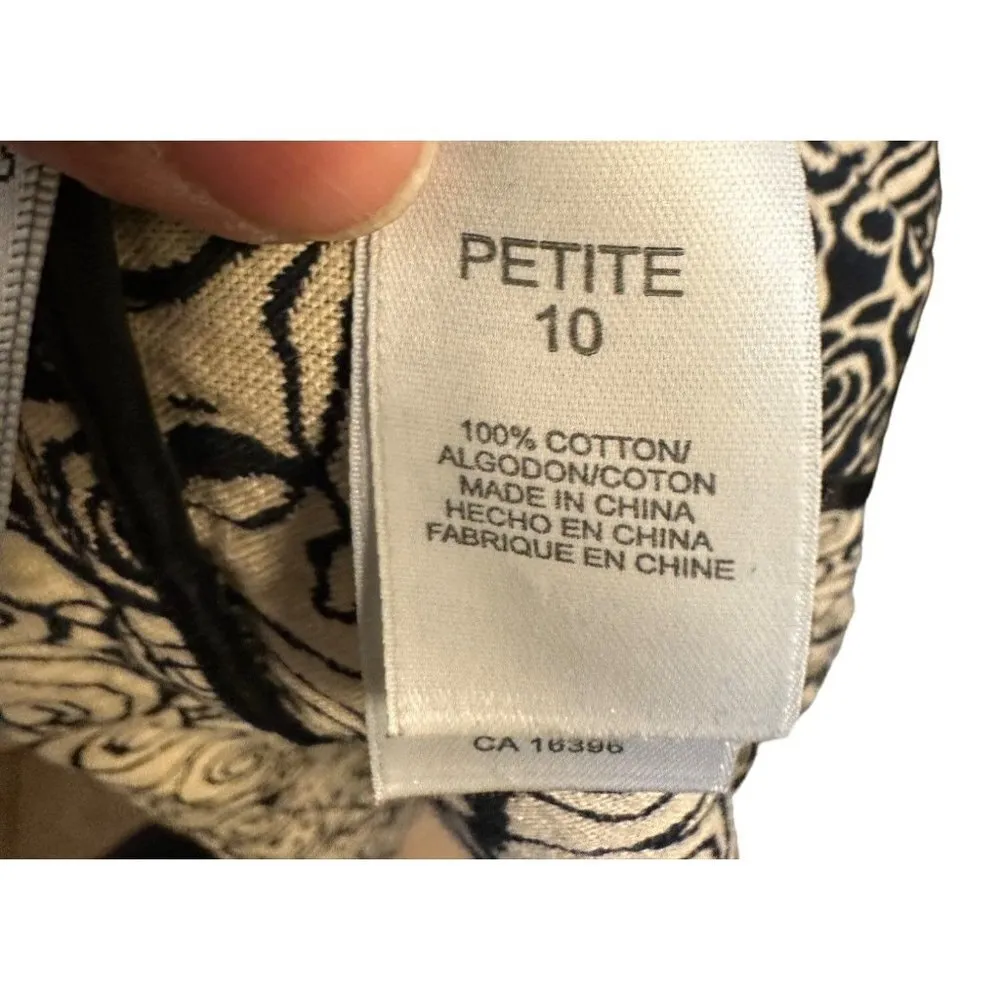 PETITE
10
100% COTTON/
ALGODON/COTON
MADE IN CHINA
HECHO EN CHINA
FABRIQUE EN CHINE
CA 16396